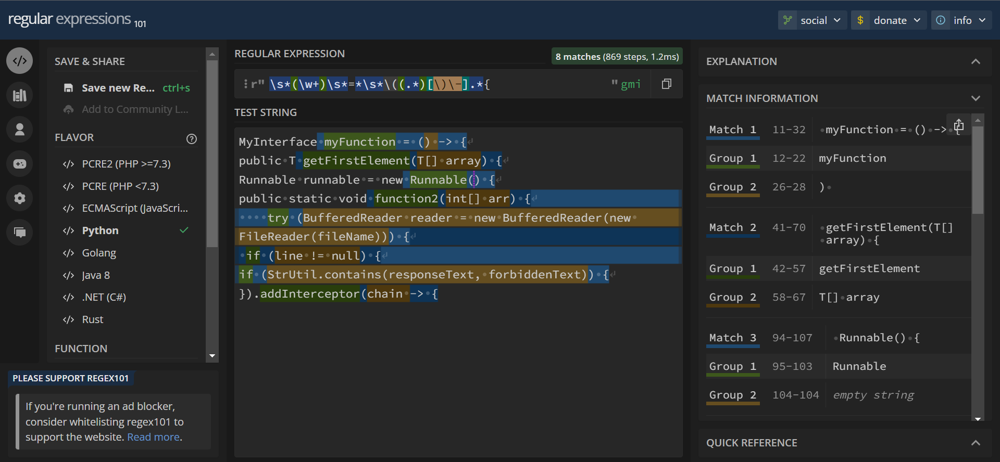 regular expressions 101
social
donate
info
SAVE & SHARE
Save new Re... ctrl+s
Add to Community L...
FLAVOR
PCRE2 (PHP >=7.3)
PCRE (PHP <7.3)
ECMAScript (JavaScri...
Python
Golang
Java 8
.NET (C#)
Rust
FUNCTION
PLEASE SUPPORT REGEX101
If you're running an ad blocker,
consider whitelisting regex101 to
support the website. Read more.
REGULAR EXPRESSION
8 matches (869 steps, 1.2ms)
r" \s*(\w+)\s*=*\s*\((.*)[\)\-].*{ " gmi
TEST STRING
MyInterface myFunction = () -> {
public T getFirstElement(T[] array) {
Runnable runnable = new Runnable() {
public static void function2(int[] arr) {
    try (BufferedReader reader = new BufferedReader(new
FileReader(fileName))) {
 if (line != null) {
if (StrUtil.contains(responseText, forbiddenText)) {
}).addInterceptor(chain -> {
EXPLANATION
MATCH INFORMATION
Match 1 11-32 myFunction = () -> {
Group 1 12-22 myFunction
Group 2 26-28 )
Match 2 41-70 getFirstElement(T[]
array) {
Group 1 42-57 getFirstElement
Group 2 58-67 T[] array
Match 3 94-107 Runnable() {
Group 1 95-103 Runnable
Group 2 104-104 empty string
QUICK REFERENCE